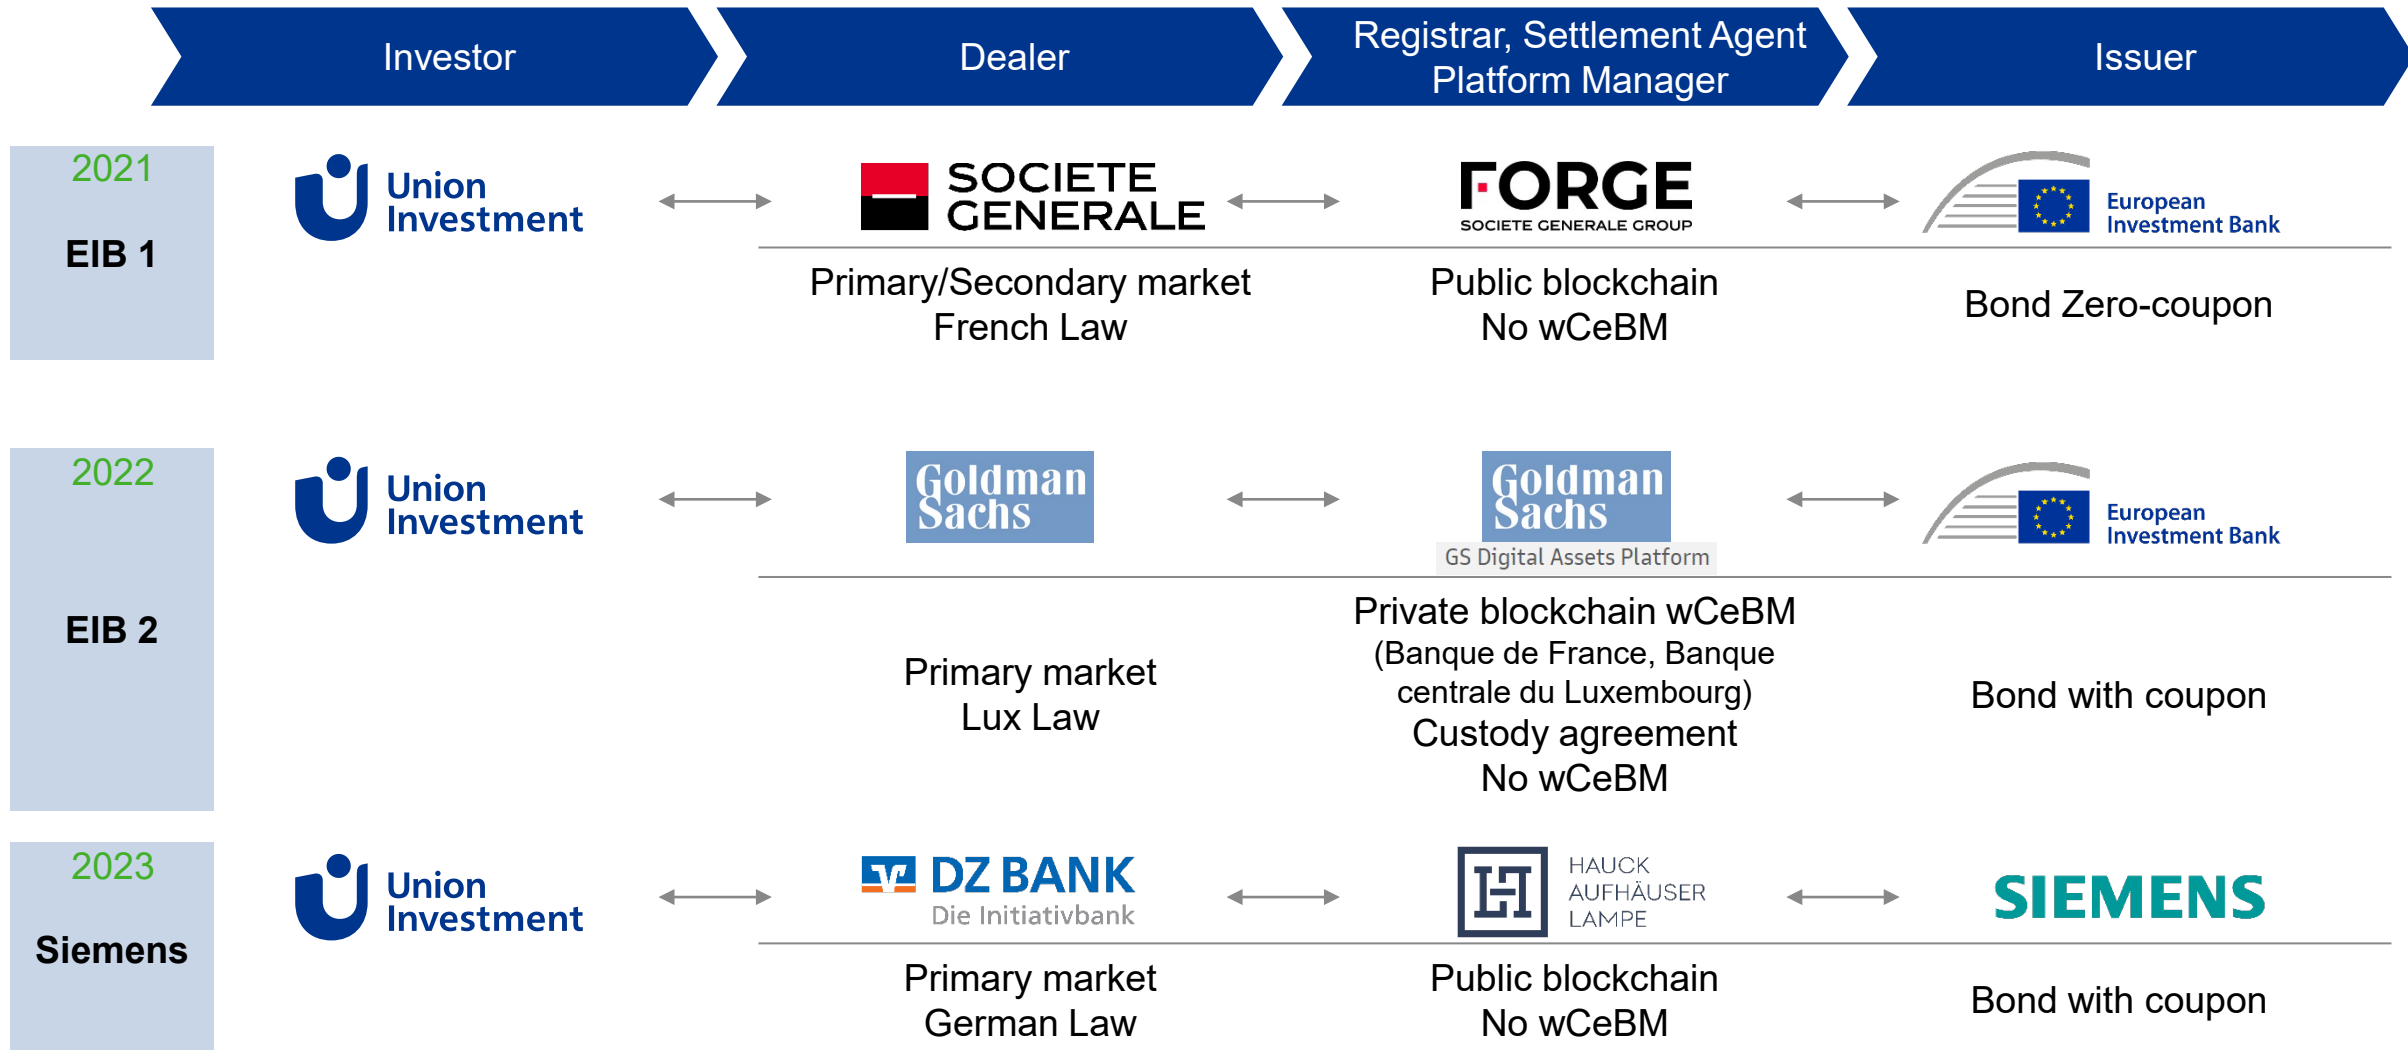 Investor
Dealer
Registrar, Settlement Agent
Platform Manager
Issuer
2021
EIB 1
Union
Investment
SOCIETE
GENERALE
FORGE
SOCIETE GENERALE GROUP
European
Investment Bank
Primary/Secondary market
French Law
Public blockchain
No wCeBM
Bond Zero-coupon
2022
EIB 2
Union
Investment
Goldman
Sachs
Goldman
Sachs
GS Digital Assets Platform
European
Investment Bank
Primary market
Lux Law
Private blockchain wCeBM
(Banque de France, Banque
centrale du Luxembourg)
Custody agreement
No wCeBM
Bond with coupon
2023
Siemens
Union
Investment
DZ BANK
Die Initiativbank
HAUCK
AUFHÄUSER
LAMPE
SIEMENS
Primary market
German Law
Public blockchain
No wCeBM
Bond with coupon